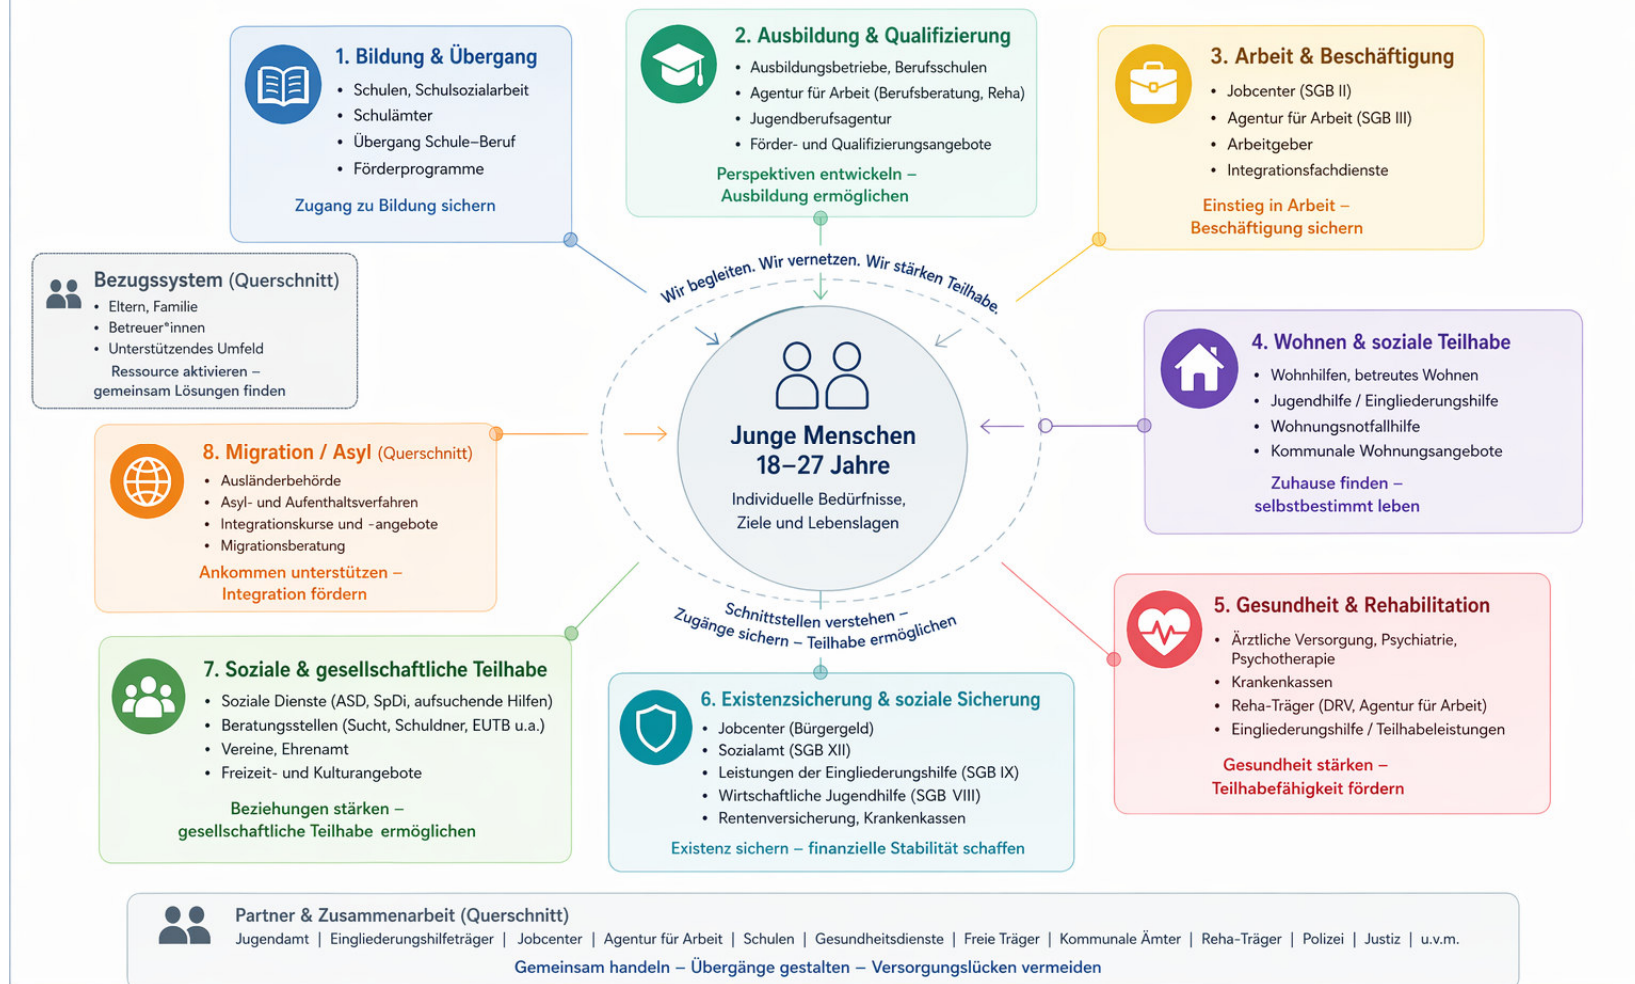 1. Bildung & Übergang
• Schulen, Schulsozialarbeit
• Schulämter
• Übergang Schule–Beruf
• Förderprogramme
Zugang zu Bildung sichern
2. Ausbildung & Qualifizierung
• Ausbildungsbetriebe, Berufsschulen
• Agentur für Arbeit (Berufsberatung, Reha)
• Jugendberufsagentur
• Förder- und Qualifizierungsangebote
Perspektiven entwickeln –
Ausbildung ermöglichen
3. Arbeit & Beschäftigung
• Jobcenter (SGB II)
• Agentur für Arbeit (SGB III)
• Arbeitgeber
• Integrationsfachdienste
Einstieg in Arbeit –
Beschäftigung sichern
Bezugssystem (Querschnitt)
• Eltern, Familie
• Betreuer*innen
• Unterstützendes Umfeld
Ressource aktivieren –
gemeinsam Lösungen finden
Wir begleiten. Wir vernetzen. Wir stärken Teilhabe.
Junge Menschen
18–27 Jahre
Individuelle Bedürfnisse,
Ziele und Lebenslagen
Schnittstellen verstehen –
Zugänge sichern – Teilhabe ermöglichen
4. Wohnen & soziale Teilhabe
• Wohnhilfen, betreutes Wohnen
• Jugendhilfe / Eingliederungshilfe
• Wohnungsnotfallhilfe
• Kommunale Wohnungsangebote
Zuhause finden –
selbstbestimmt leben
8. Migration / Asyl (Querschnitt)
• Ausländerbehörde
• Asyl- und Aufenthaltsverfahren
• Integrationskurse und -angebote
• Migrationsberatung
Ankommen unterstützen –
Integration fördern
5. Gesundheit & Rehabilitation
• Ärztliche Versorgung, Psychiatrie,
Psychotherapie
• Krankenkassen
• Reha-Träger (DRV, Agentur für Arbeit)
• Eingliederungshilfe / Teilhabeleistungen
Gesundheit stärken –
Teilhabefähigkeit fördern
7. Soziale & gesellschaftliche Teilhabe
• Soziale Dienste (ASD, SpDi, aufsuchende Hilfen)
• Beratungsstellen (Sucht, Schuldner, EUTB u.a.)
• Vereine, Ehrenamt
• Freizeit- und Kulturangebote
Beziehungen stärken –
gesellschaftliche Teilhabe ermöglichen
6. Existenzsicherung & soziale Sicherung
• Jobcenter (Bürgergeld)
• Sozialamt (SGB XII)
• Leistungen der Eingliederungshilfe (SGB IX)
• Wirtschaftliche Jugendhilfe (SGB VIII)
• Rentenversicherung, Krankenkassen
Existenz sichern – finanzielle Stabilität schaffen
Partner & Zusammenarbeit (Querschnitt)
Jugendamt | Eingliederungshilfeträger | Jobcenter | Agentur für Arbeit | Schulen | Gesundheitsdienste | Freie Träger | Kommunale Ämter | Reha-Träger | Polizei | Justiz | u.v.m.
Gemeinsam handeln – Übergänge gestalten – Versorgungslücken vermeiden